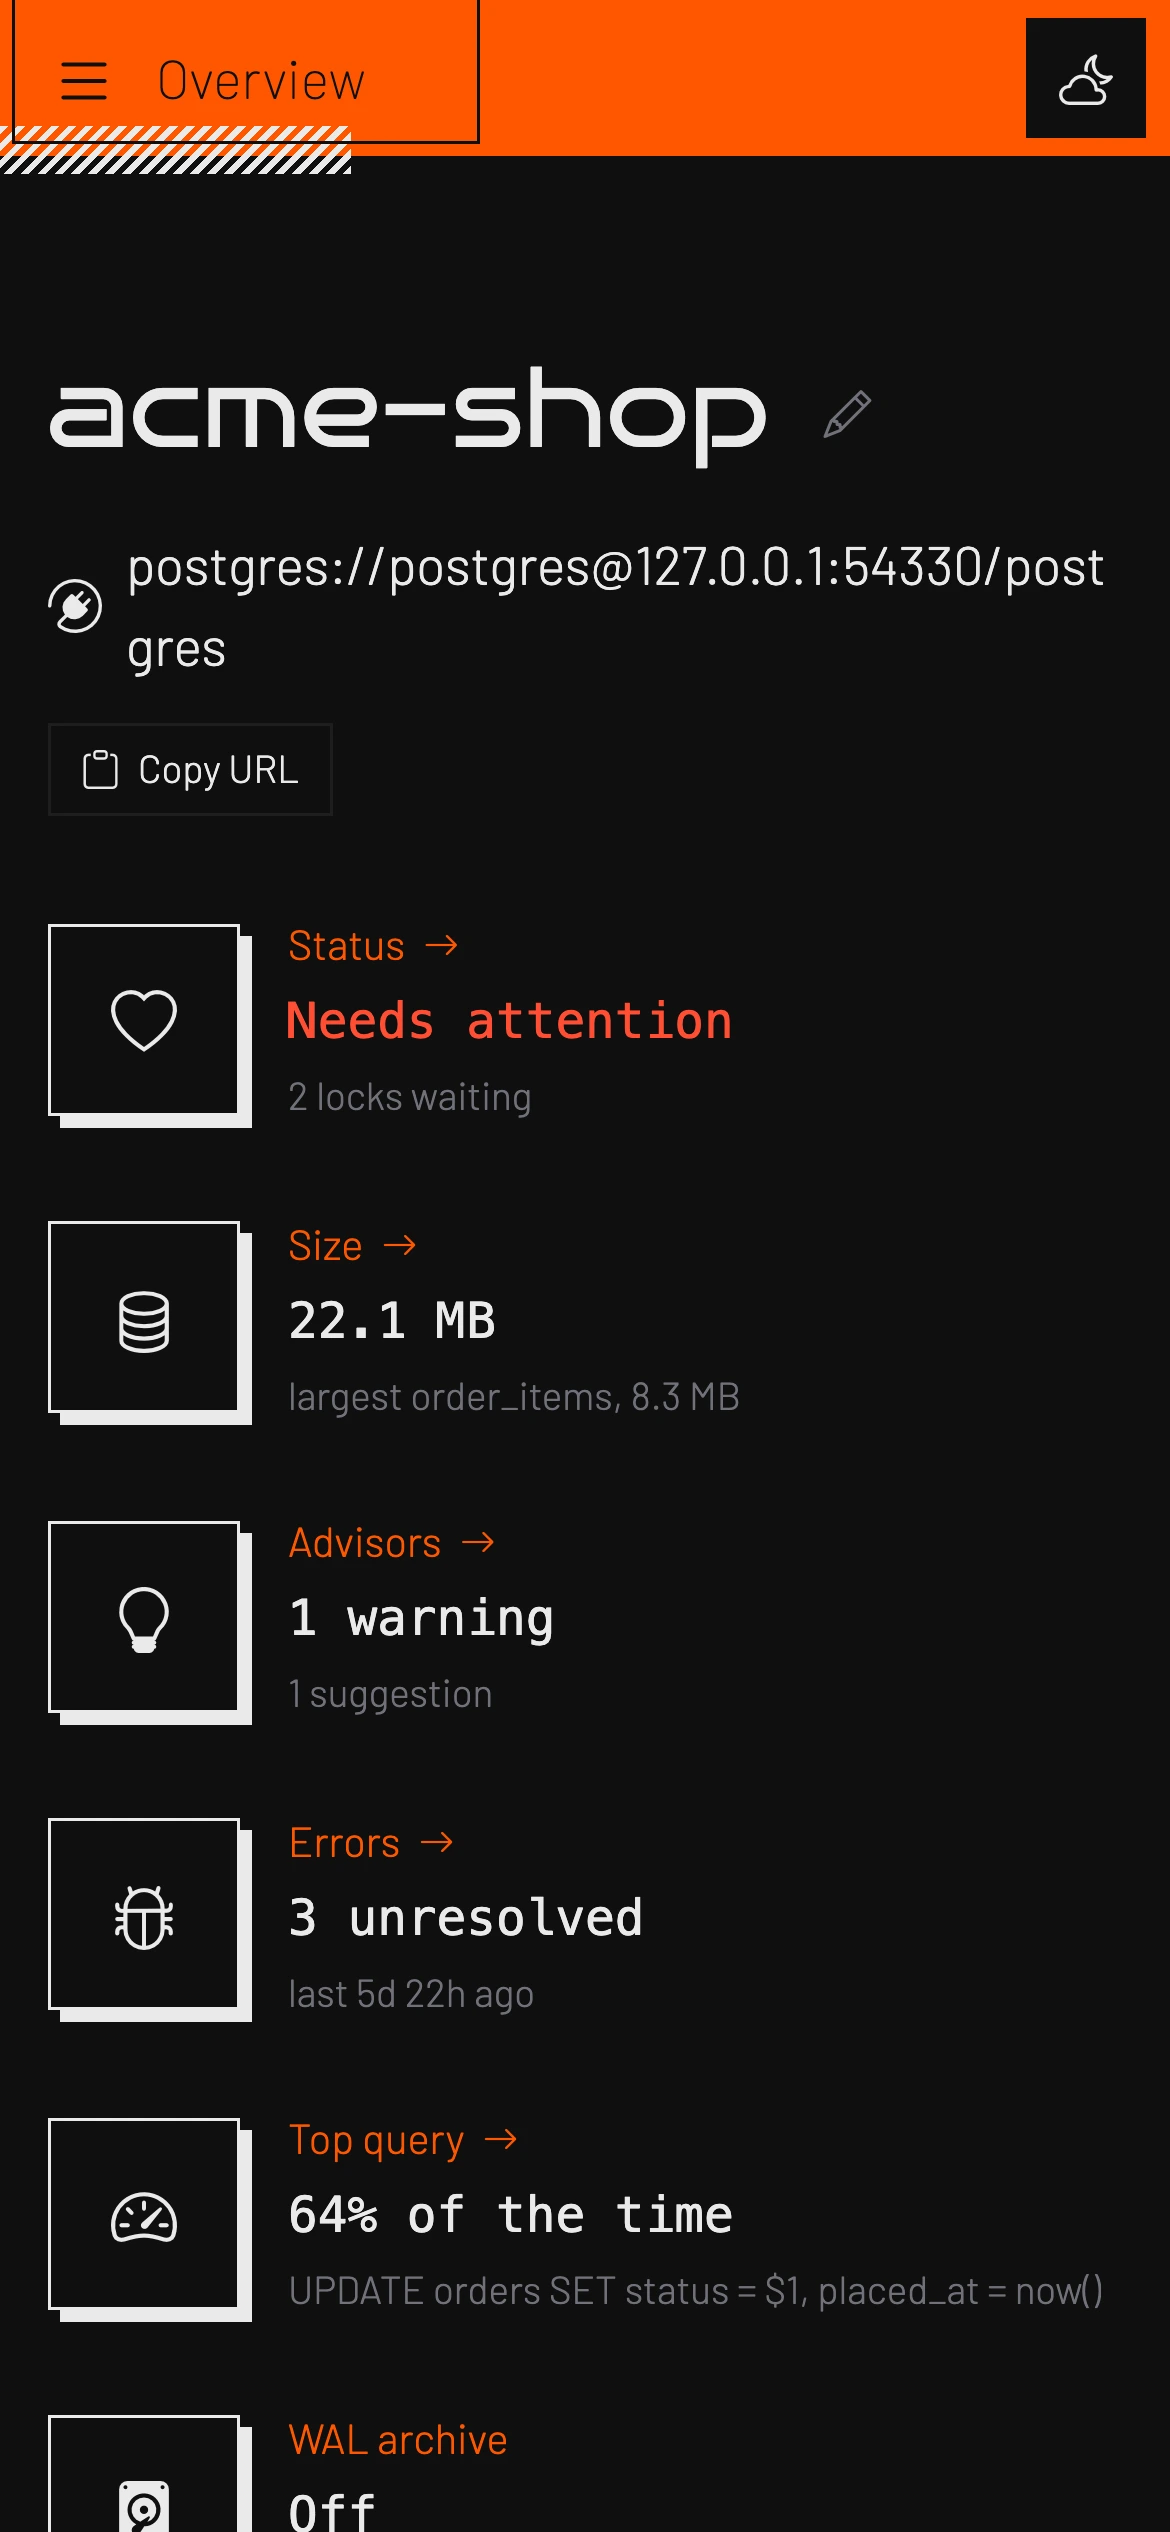 Overview
acme-shop
postgres://postgres@127.0.0.1:54330/post
gres
Copy URL
Status →
Needs attention
2 locks waiting
Size →
22.1 MB
largest order_items, 8.3 MB
Advisors →
1 warning
1 suggestion
Errors →
3 unresolved
last 5d 22h ago
Top query →
64% of the time
UPDATE orders SET status = $1, placed_at = now()
WAL archive
Off